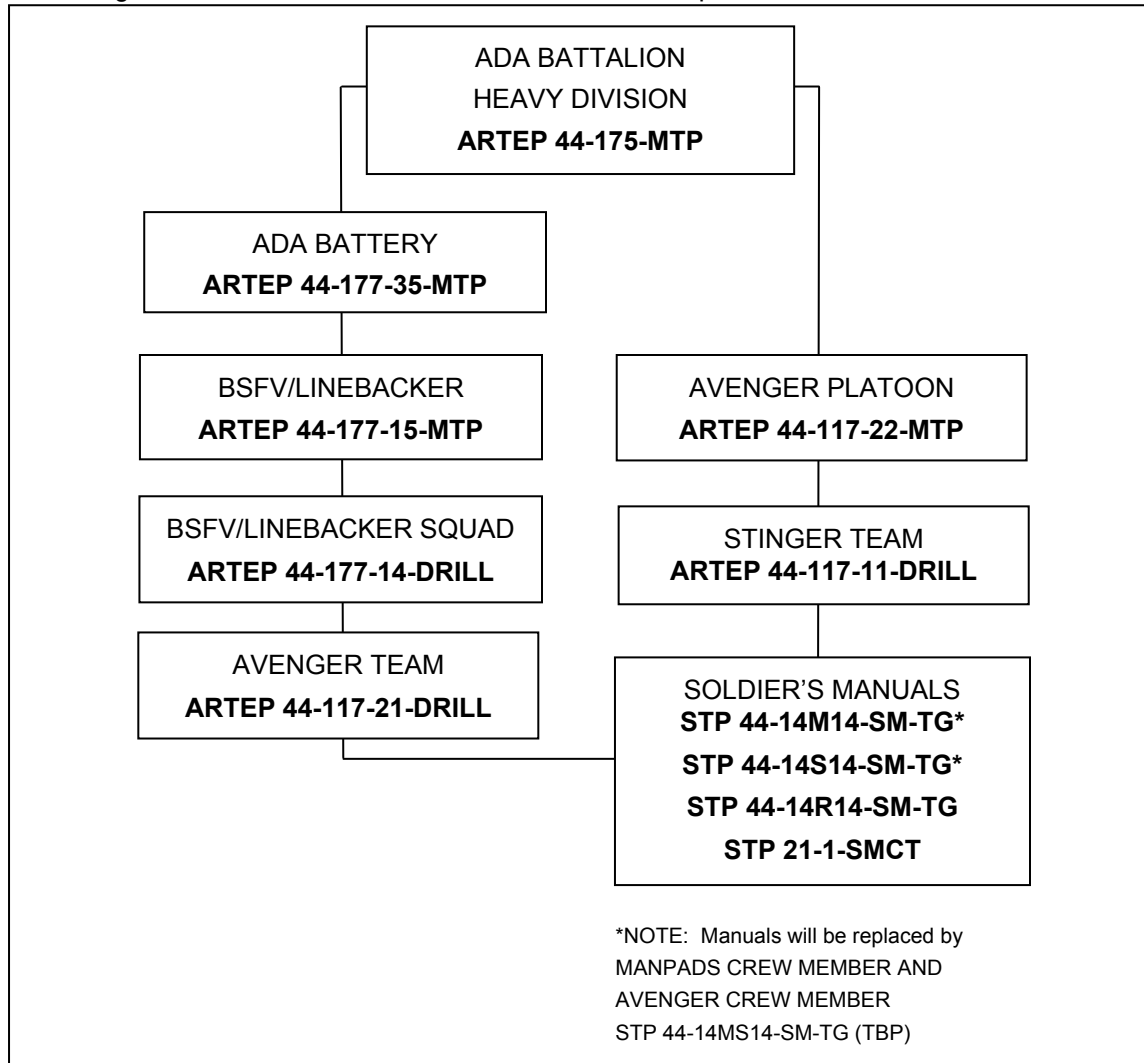 ADA BATTALION
HEAVY DIVISION
ARTEP 44-175-MTP
ADA BATTERY
ARTEP 44-177-35-MTP
BSFV/LINEBACKER
ARTEP 44-177-15-MTP
AVENGER PLATOON
ARTEP 44-117-22-MTP
BSFV/LINEBACKER SQUAD
ARTEP 44-177-14-DRILL
STINGER TEAM
ARTEP 44-117-11-DRILL
AVENGER TEAM
ARTEP 44-117-21-DRILL
SOLDIER'S MANUALS
STP 44-14M14-SM-TG*
STP 44-14S14-SM-TG*
STP 44-14R14-SM-TG
STP 21-1-SMCT
*NOTE: Manuals will be replaced by
MANPADS CREW MEMBER AND
AVENGER CREW MEMBER
STP 44-14MS14-SM-TG (TBP)